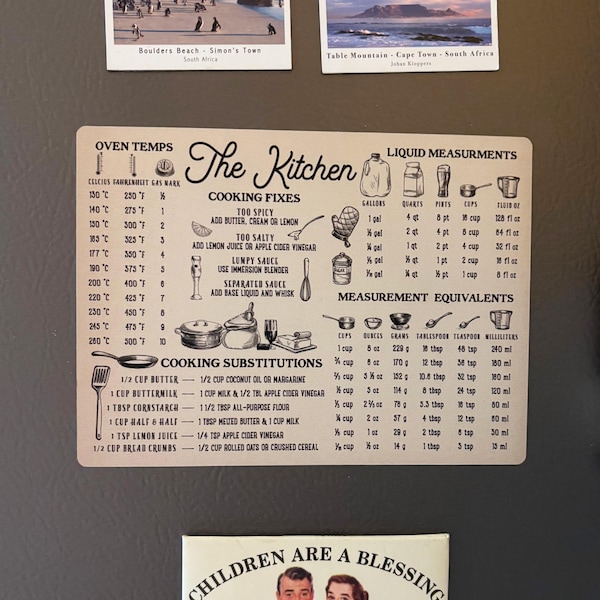 Boulders Beach - Simon's Town
South Africa
Table Mountain - Cape Town - South Africa
Johan Kloppers
The Kitchen
OVEN TEMPS
CELCIUS FAHRENHEIT GAS MARK
130 °C 250 °F ½
140 °C 275 °F 1
150 °C 300 °F 2
165 °C 325 °F 3
177 °C 350 °F 4
190 °C 375 °F 5
200 °C 400 °F 6
220 °C 425 °F 7
230 °C 450 °F 8
245 °C 475 °F 9
260 °C 500 °F 10
COOKING FIXES
TOO SPICY
ADD BUTTER, CREAM OR LEMON
TOO SALTY
ADD LEMON JUICE OR APPLE CIDER VINEGAR
LUMPY SAUCE
USE IMMERSION BLENDER
SEPARATED SAUCE
ADD BASE LIQUID AND WHISK
LIQUID MEASURMENTS
GALLONS QUARTS PINTS CUPS FLUID OZ
1 gal 4 qt 8 pt 16 cup 128 fl oz
½ gal 2 qt 4 pt 8 cup 64 fl oz
¼ gal 1 qt 2 pt 4 cup 32 fl oz
⅛ gal ½ qt 1 pt 2 cup 16 fl oz
¼ qt ½ pt 1 cup 8 fl oz
SUGAR
MEASUREMENT EQUIVALENTS
CUPS OUNCES GRAMS TABLESPOON TEASPOON MILLILITERS
1 cup 8 oz 229 g 16 tbsp 48 tsp 240 ml
¾ cup 6 oz 170 g 12 tbsp 36 tsp 180 ml
⅔ cup 5 ⅓ oz 152 g 10.6 tbsp 32 tsp 160 ml
½ cup 4 oz 114 g 8 tbsp 24 tsp 120 ml
⅓ cup 2 ⅔ oz 76 g 5.3 tbsp 16 tsp 80 ml
¼ cup 2 oz 57 g 4 tbsp 12 tsp 60 ml
⅛ cup 1 oz 29 g 2 tbsp 6 tsp 30 ml
½ oz 14 g 1 tbsp 3 tsp 15 ml
COOKING SUBSTITUTIONS
1/2 CUP BUTTER — 1/2 CUP COCONUT OIL OR MARGARINE
1 CUP BUTTERMILK — 1 CUP MILK & 1/2 TBL APPLE CIDER VINEGAR
1 TBSP CORNSTARCH — 1 1/2 TBSP ALL-PURPOSE FLOUR
1 CUP HALF & HALF — 1 TBSP MELTED BUTTER & 1 CUP MILK
1 TSP LEMON JUICE — 1/4 TSP APPLE CIDER VINEGAR
1/2 CUP BREAD CRUMBS — 1/2 CUP ROLLED OATS OR CRUSHED CEREAL
CHILDREN ARE A BLESSING